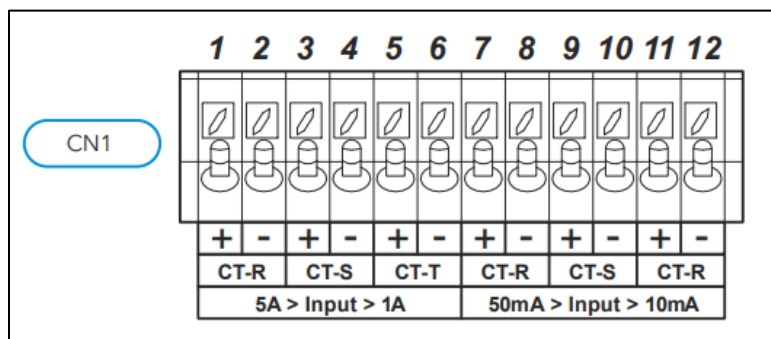 1 2 3 4 5 6 7 8 9 10 11 12
CN1
+ - + - + - + - + - + -
CT-R CT-S CT-T CT-R CT-S CT-R
5A > Input > 1A 50mA > Input > 10mA